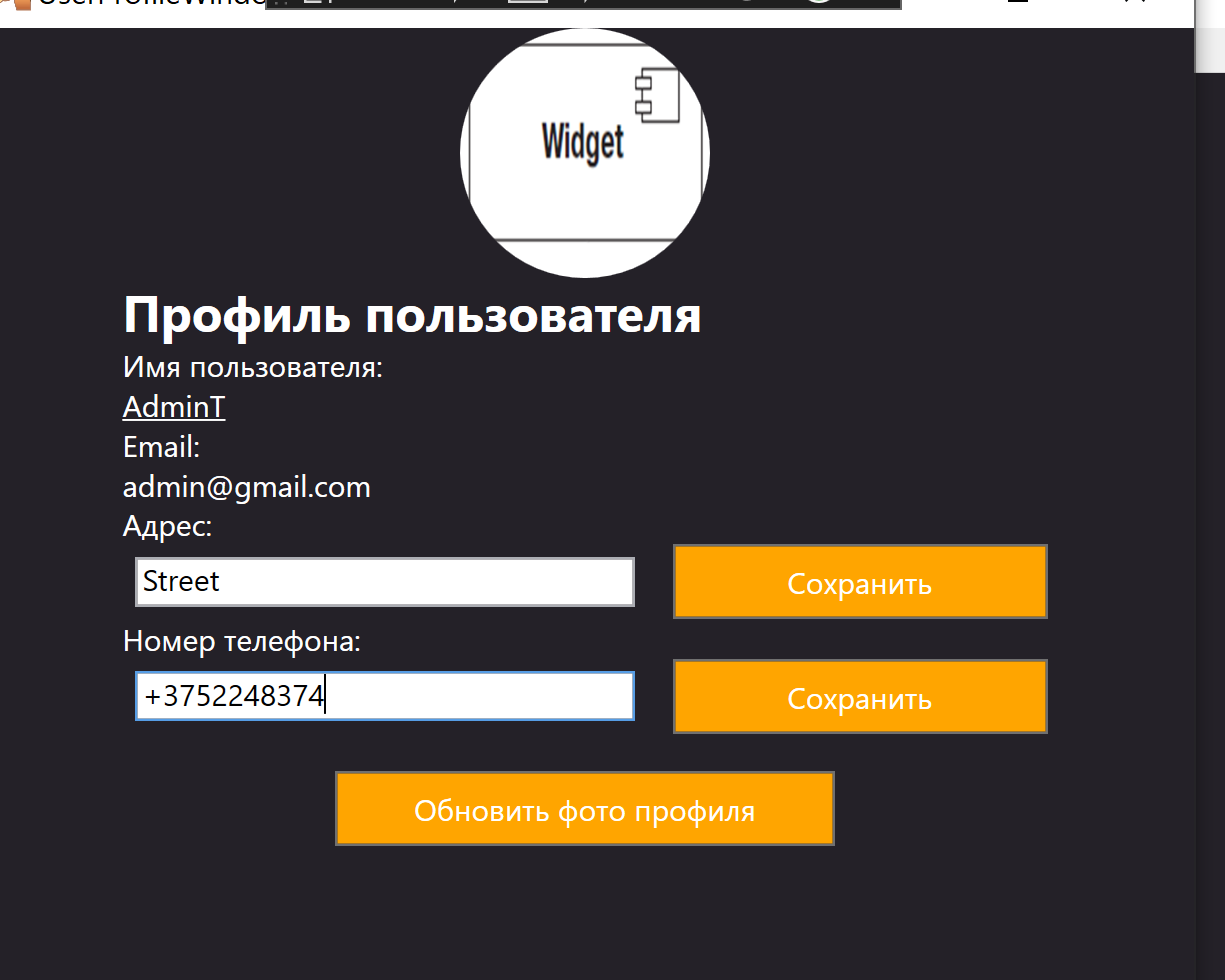 Widget
Профиль пользователя
Имя пользователя:
AdminT
Email:
admin@gmail.com
Адрес:
Street
Сохранить
Номер телефона:
+3752248374
Сохранить
Обновить фото профиля